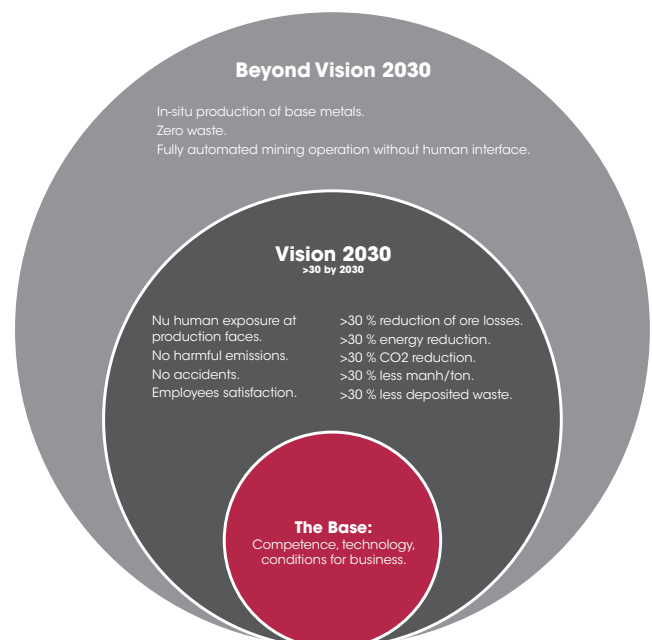 Beyond Vision 2030
In-situ production of base metals.
Zero waste.
Fully automated mining operation without human interface.
Vision 2030
>30 by 2030
Nu human exposure at
production faces.
No harmful emissions.
No accidents.
Employees satisfaction.
>30 % reduction of ore losses.
>30 % energy reduction.
>30 % CO2 reduction.
>30 % less manh/ton.
>30 % less deposited waste.
The Base:
Competence, technology,
conditions for business.